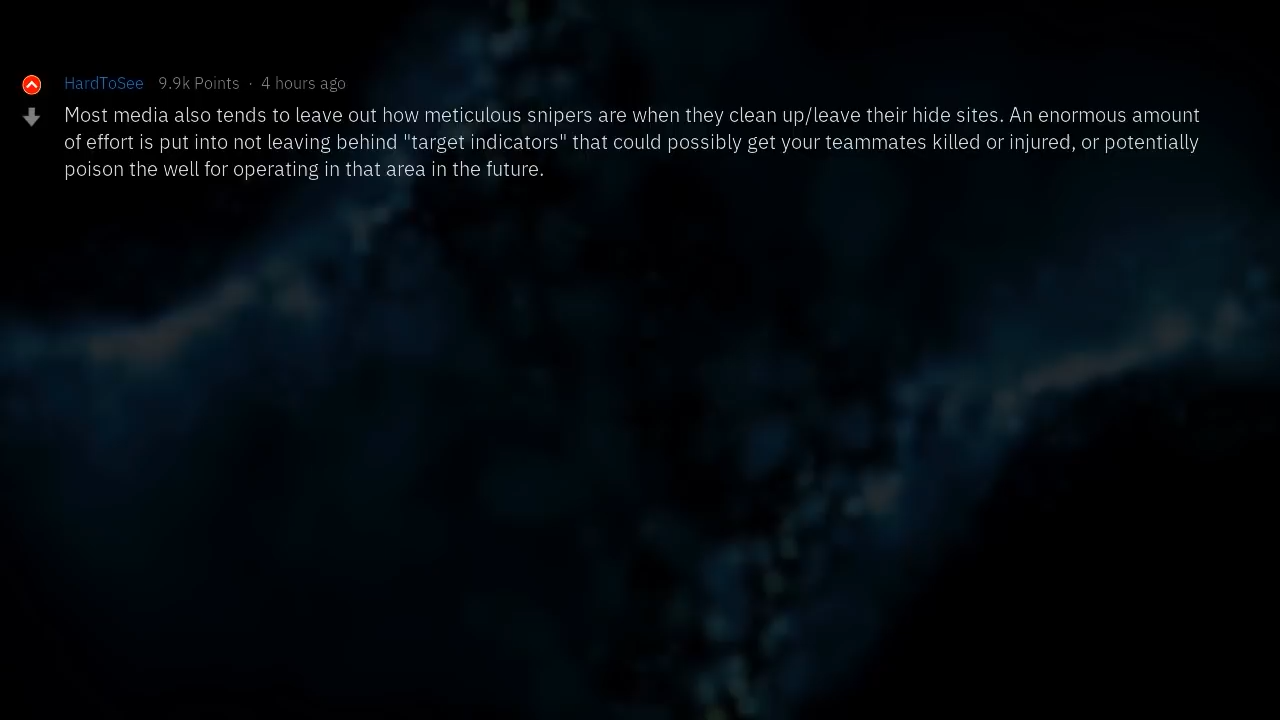 HardToSee 9.9k Points · 4 hours ago
Most media also tends to leave out how meticulous snipers are when they clean up/leave their hide sites. An enormous amount
of effort is put into not leaving behind "target indicators" that could possibly get your teammates killed or injured, or potentially
poison the well for operating in that area in the future.